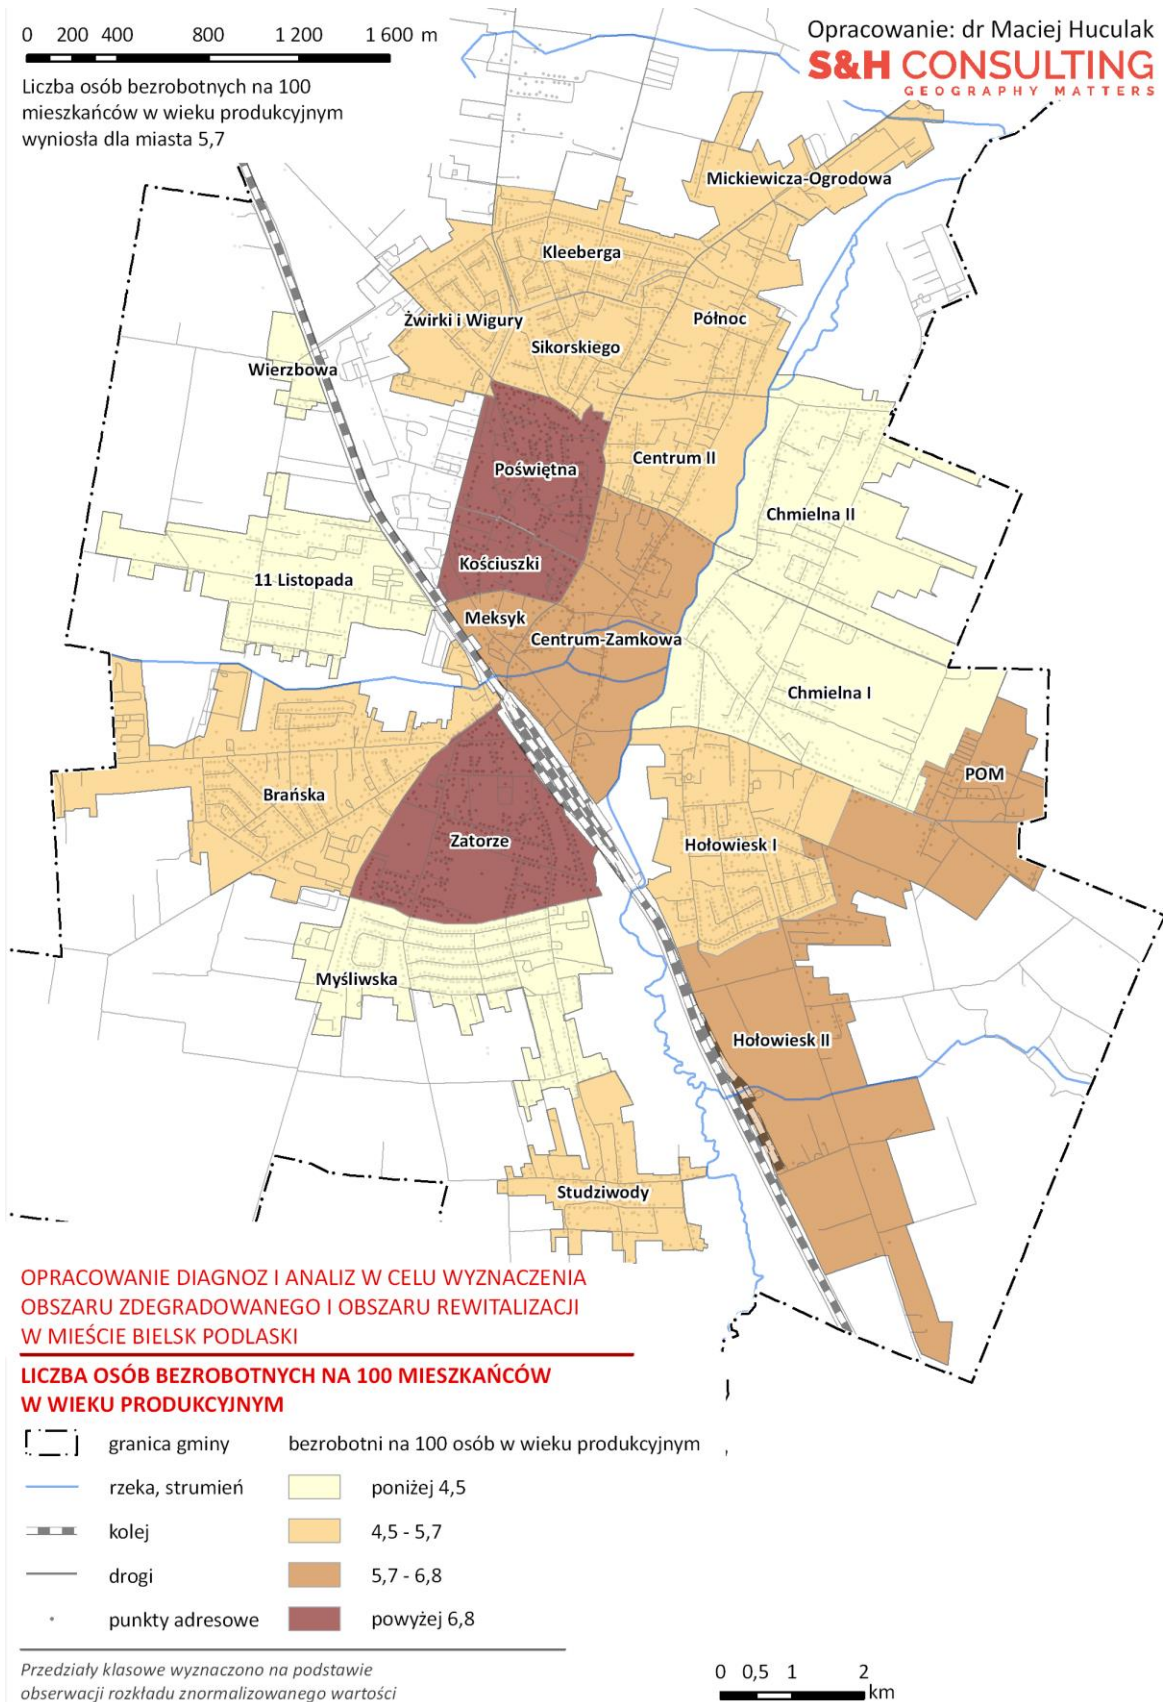 0 200 400 800 1 200 1 600 m
Opracowanie: dr Maciej Huculak
S&H CONSULTING
GEOGRAPHY MATTERS
Liczba osób bezrobotnych na 100
mieszkańców w wieku produkcyjnym
wyniosła dla miasta 5,7
Mickiewicza-Ogrodowa
Kleeberga
Żwirki i Wigury
Północ
Sikorskiego
Wierzbowa
Centrum II
Poświętna
Chmielna II
Kościuszki
11 Listopada
Meksyk
Centrum-Zamkowa
Chmielna I
POM
Brańska
Zatorze
Hołowiesk I
Myśliwska
Hołowiesk II
Studziwody
OPRACOWANIE DIAGNOZ I ANALIZ W CELU WYZNACZENIA
OBSZARU ZDEGRADOWANEGO I OBSZARU REWITALIZACJI
W MIEŚCIE BIELSK PODLASKI
LICZBA OSÓB BEZROBOTNYCH NA 100 MIESZKAŃCÓW
W WIEKU PRODUKCYJNYM
granica gminy
rzeka, strumień
kolej
drogi
punkty adresowe
bezrobotni na 100 osób w wieku produkcyjnym
poniżej 4,5
4,5 - 5,7
5,7 - 6,8
powyżej 6,8
Przedziały klasowe wyznaczono na podstawie
obserwacji rozkładu znormalizowanego wartości
0 0,5 1 2
km